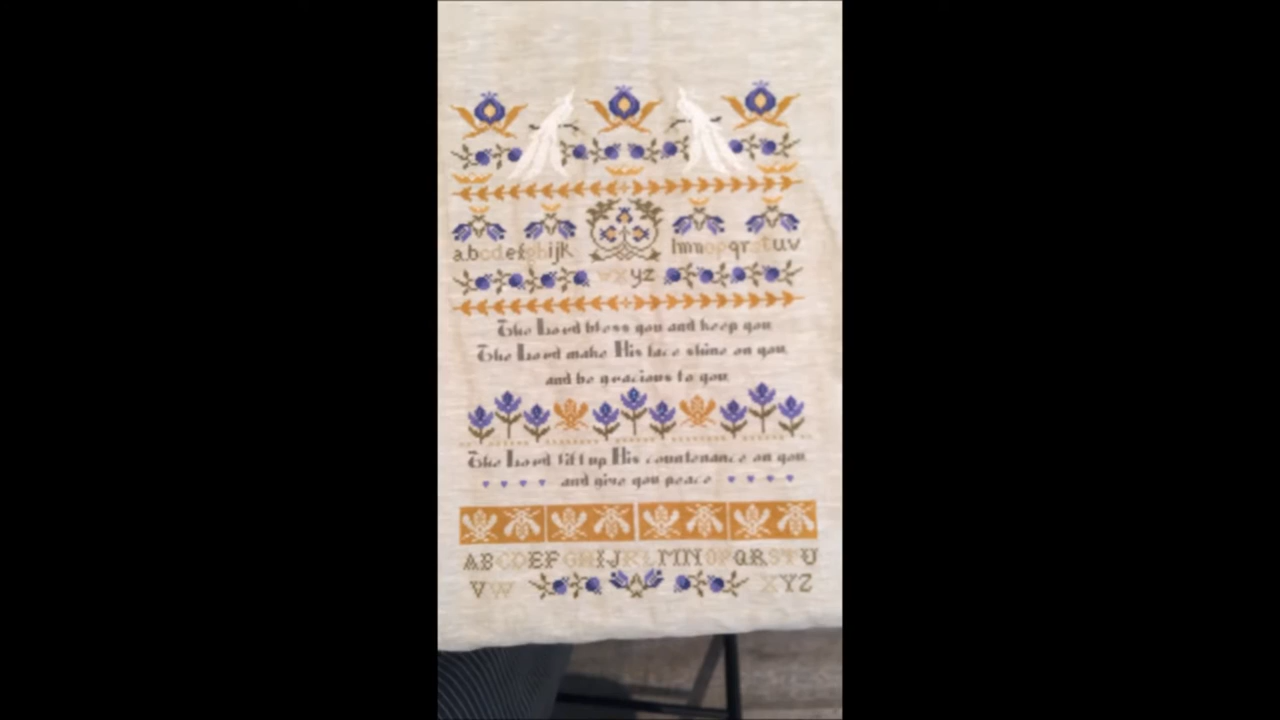 abcdefghijk lmnopqrstuv
wxyz
The Lord bless you and keep you
The Lord make His face shine on you
and be gracious to you
The Lord lift up His countenance on you
and give you peace
ABCDEFGHIJKLMNOPQRSTU
VW XYZ